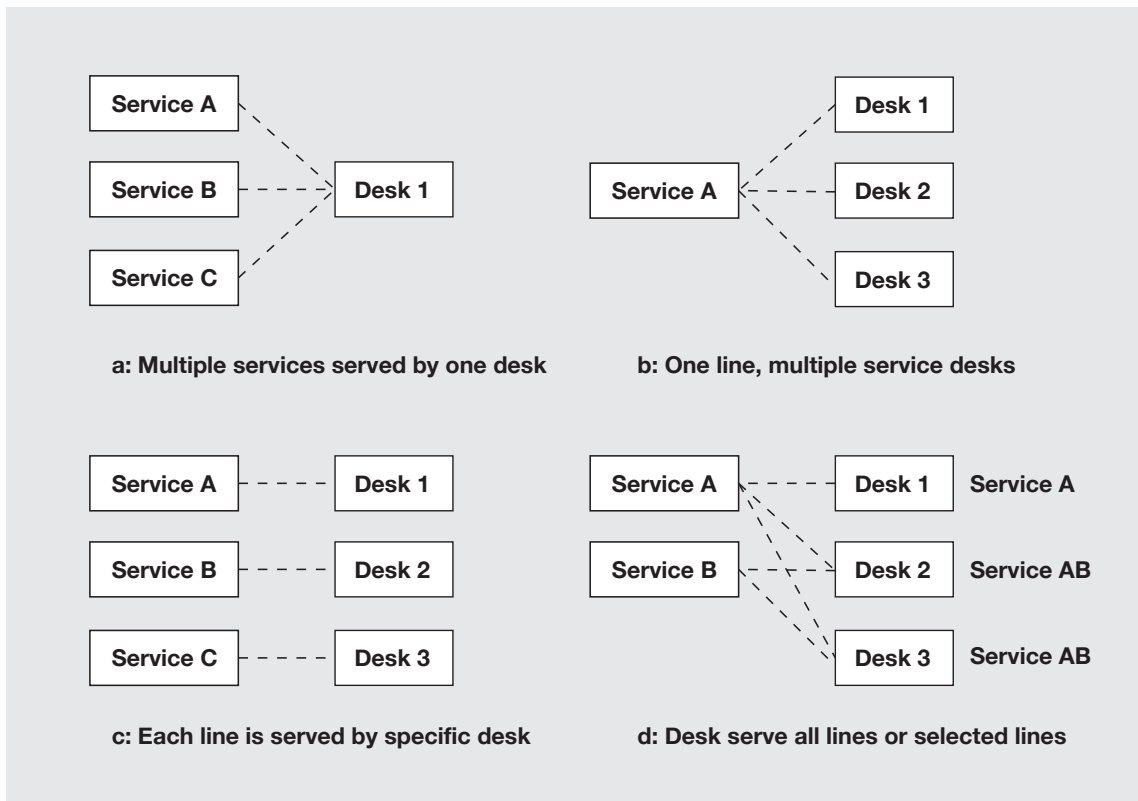 Service A
Service B
Service C
Desk 1
a: Multiple services served by one desk
Service A
Desk 1
Desk 2
Desk 3
b: One line, multiple service desks
Service A
Desk 1
Service B
Desk 2
Service C
Desk 3
c: Each line is served by specific desk
Service A
Desk 1
Service A
Service B
Desk 2
Service AB
Desk 3
Service AB
d: Desk serve all lines or selected lines